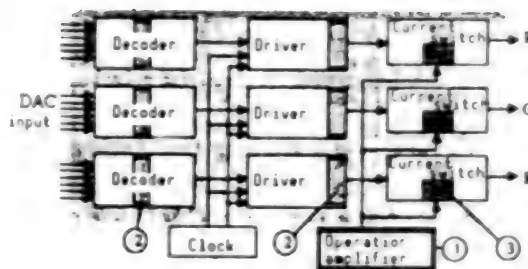 Decoder
Driver
Current switch
R
DAC input
Decoder
Driver
Current switch
G
Decoder
Driver
Current switch
B
2
Clock
2
Operation amplifier
1
3